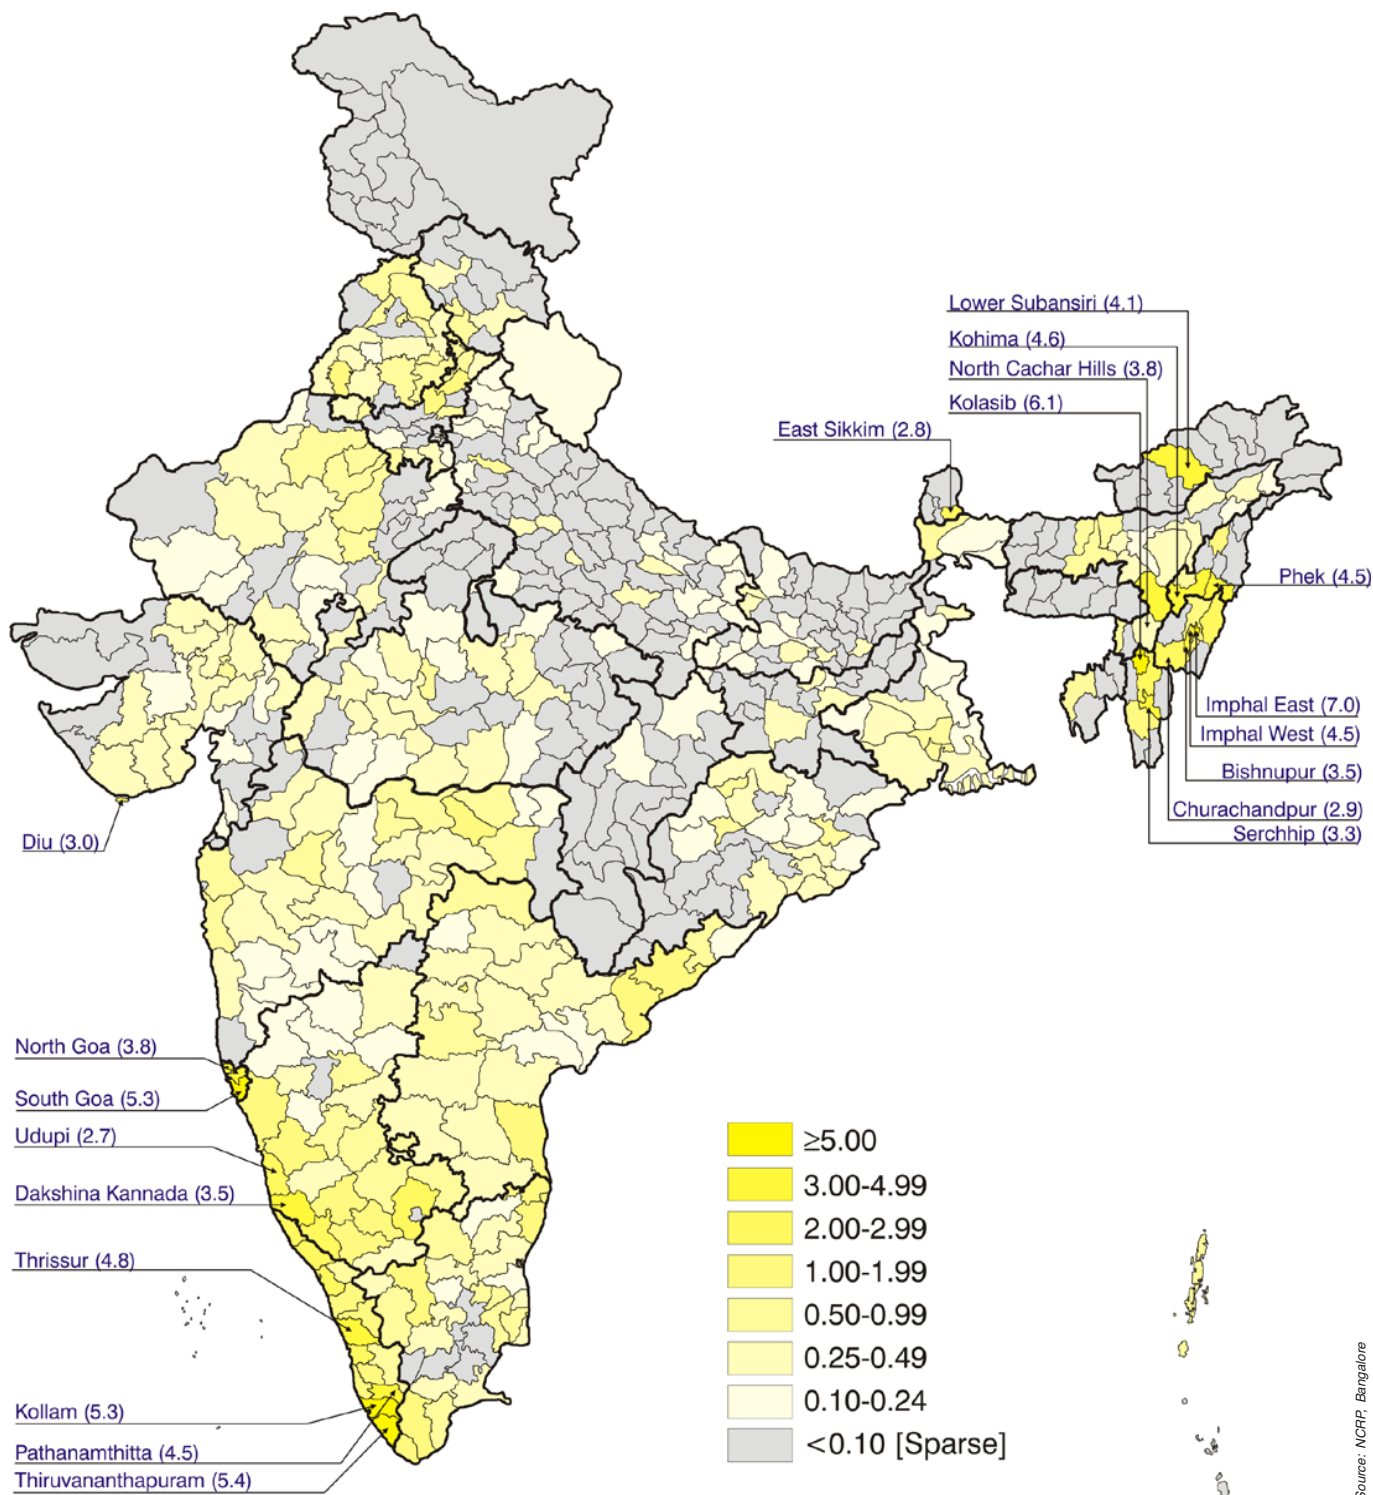 Lower Subansiri (4.1)
Kohima (4.6)
North Cachar Hills (3.8)
Kolasib (6.1)
East Sikkim (2.8)
Phek (4.5)
Imphal East (7.0)
Imphal West (4.5)
Bishnupur (3.5)
Churachandpur (2.9)
Serchhip (3.3)
Diu (3.0)
North Goa (3.8)
South Goa (5.3)
Udupi (2.7)
Dakshina Kannada (3.5)
Thrissur (4.8)
Kollam (5.3)
Pathanamthitta (4.5)
Thiruvananthapuram (5.4)
≥5.00
3.00-4.99
2.00-2.99
1.00-1.99
0.50-0.99
0.25-0.49
0.10-0.24
<0.10 [Sparse]
Source: NCRP, Bangalore